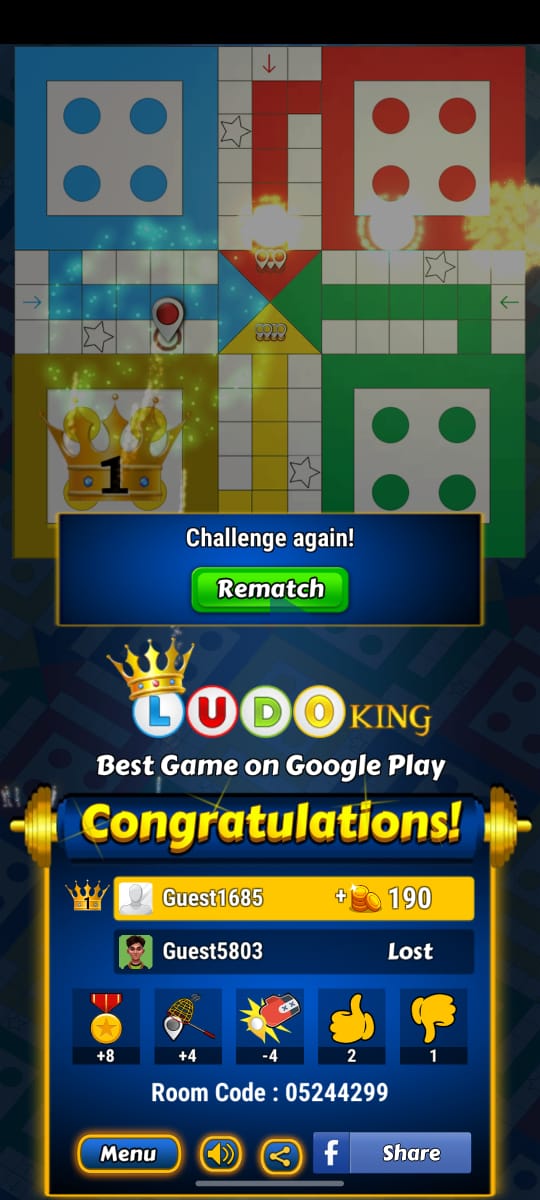 1
Challenge again!
Rematch
LUDO KING
Best Game on Google Play
Congratulations!
1 Guest1685 + 190
Guest5803 Lost
+8 +4 -4 2 1
Room Code : 05244299
Menu f Share